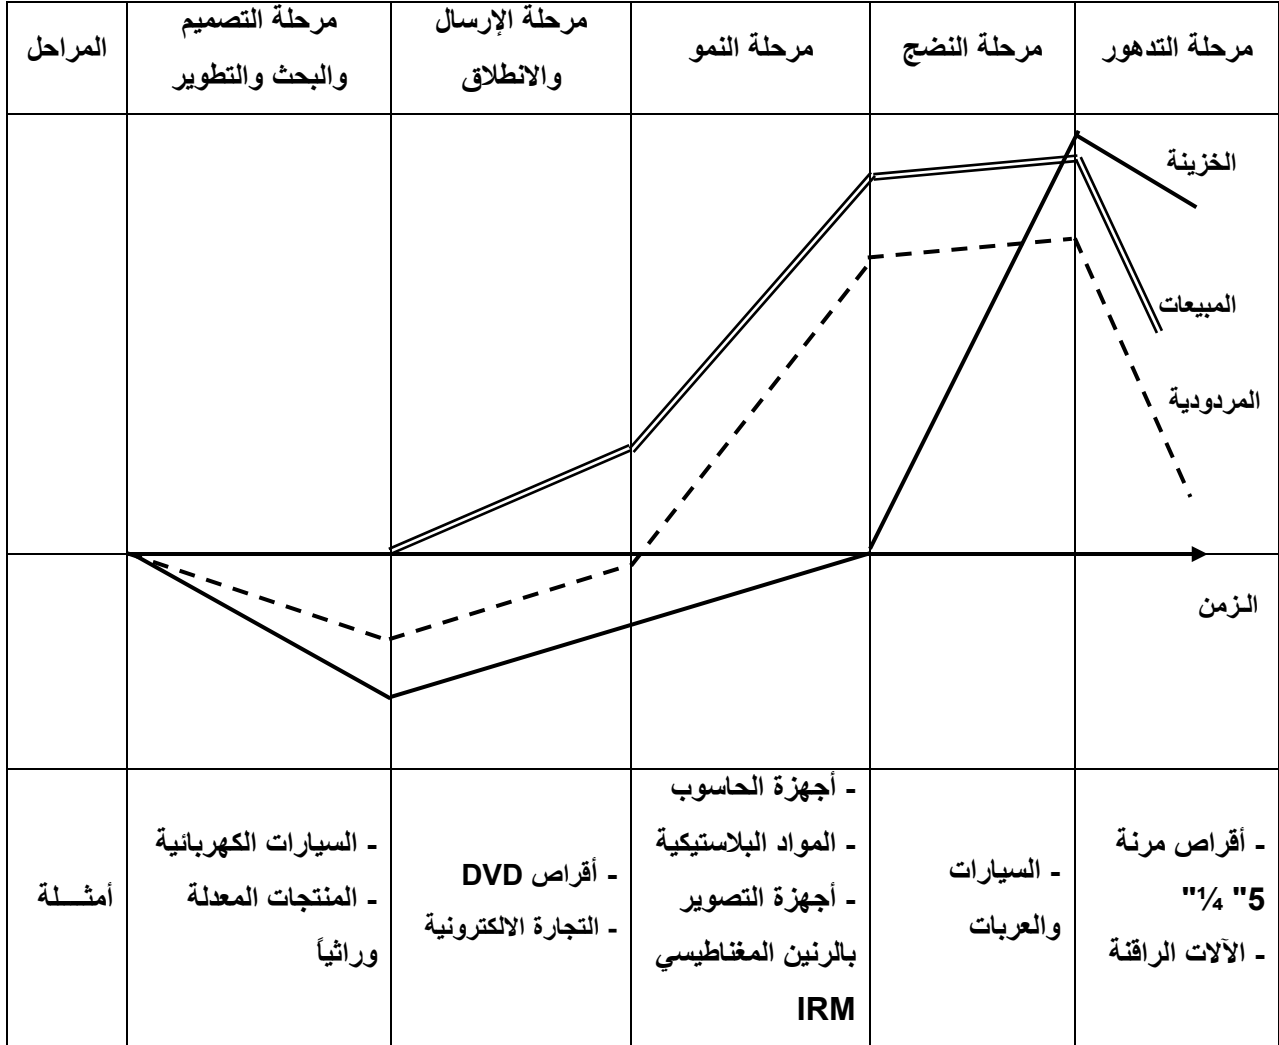 المراحل
مرحلة التصميم
والبحث والتطوير
مرحلة الإرسال
والانطلاق
مرحلة النمو
مرحلة النضج
مرحلة التدهور
الخزينة
المبيعات
المردودية
الـزمن
أمثــــلة
- السيارات الكهربائية
- المنتجات المعدلة
وراثياً
- أقراص DVD
- التجارة الالكترونية
- أجهزة الحاسوب
- المواد البلاستيكية
- أجهزة التصوير
بالرنين المغناطيسي
IRM
- السيارات
والعربات
- أقراص مرنة
5" ¼"
- الآلات الراقنة